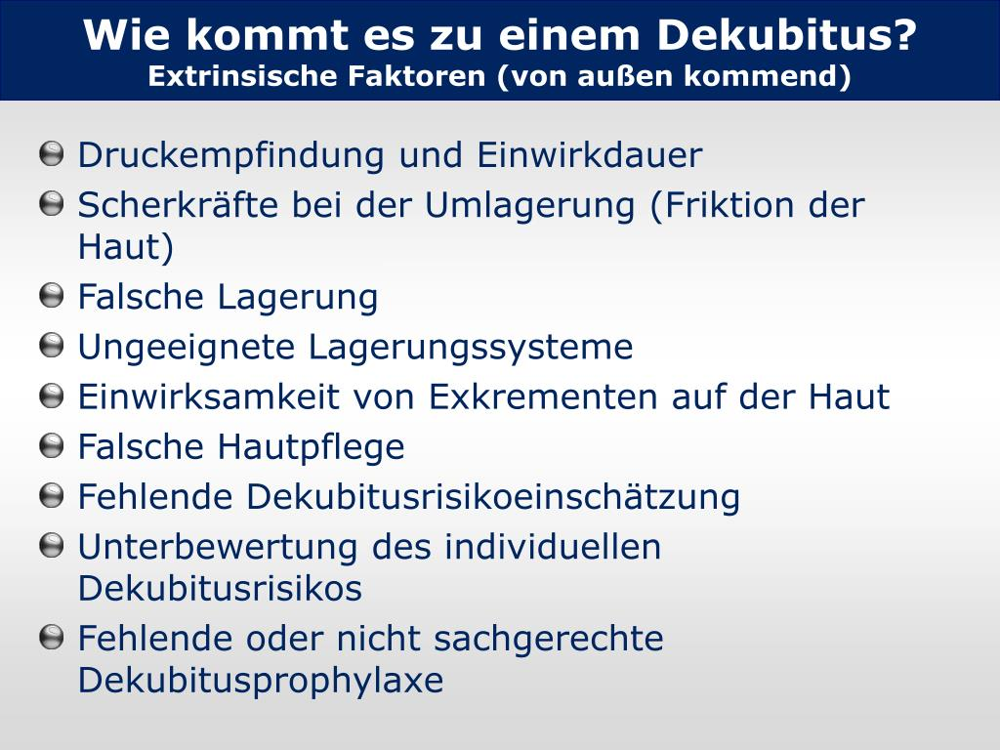 Wie kommt es zu einem Dekubitus?
Extrinsische Faktoren (von außen kommend)
Druckempfindung und Einwirkdauer
Scherkräfte bei der Umlagerung (Friktion der
Haut)
Falsche Lagerung
Ungeeignete Lagerungssysteme
Einwirksamkeit von Exkrementen auf der Haut
Falsche Hautpflege
Fehlende Dekubitusrisikoeinschätzung
Unterbewertung des individuellen
Dekubitusrisikos
Fehlende oder nicht sachgerechte
Dekubitusprophylaxe